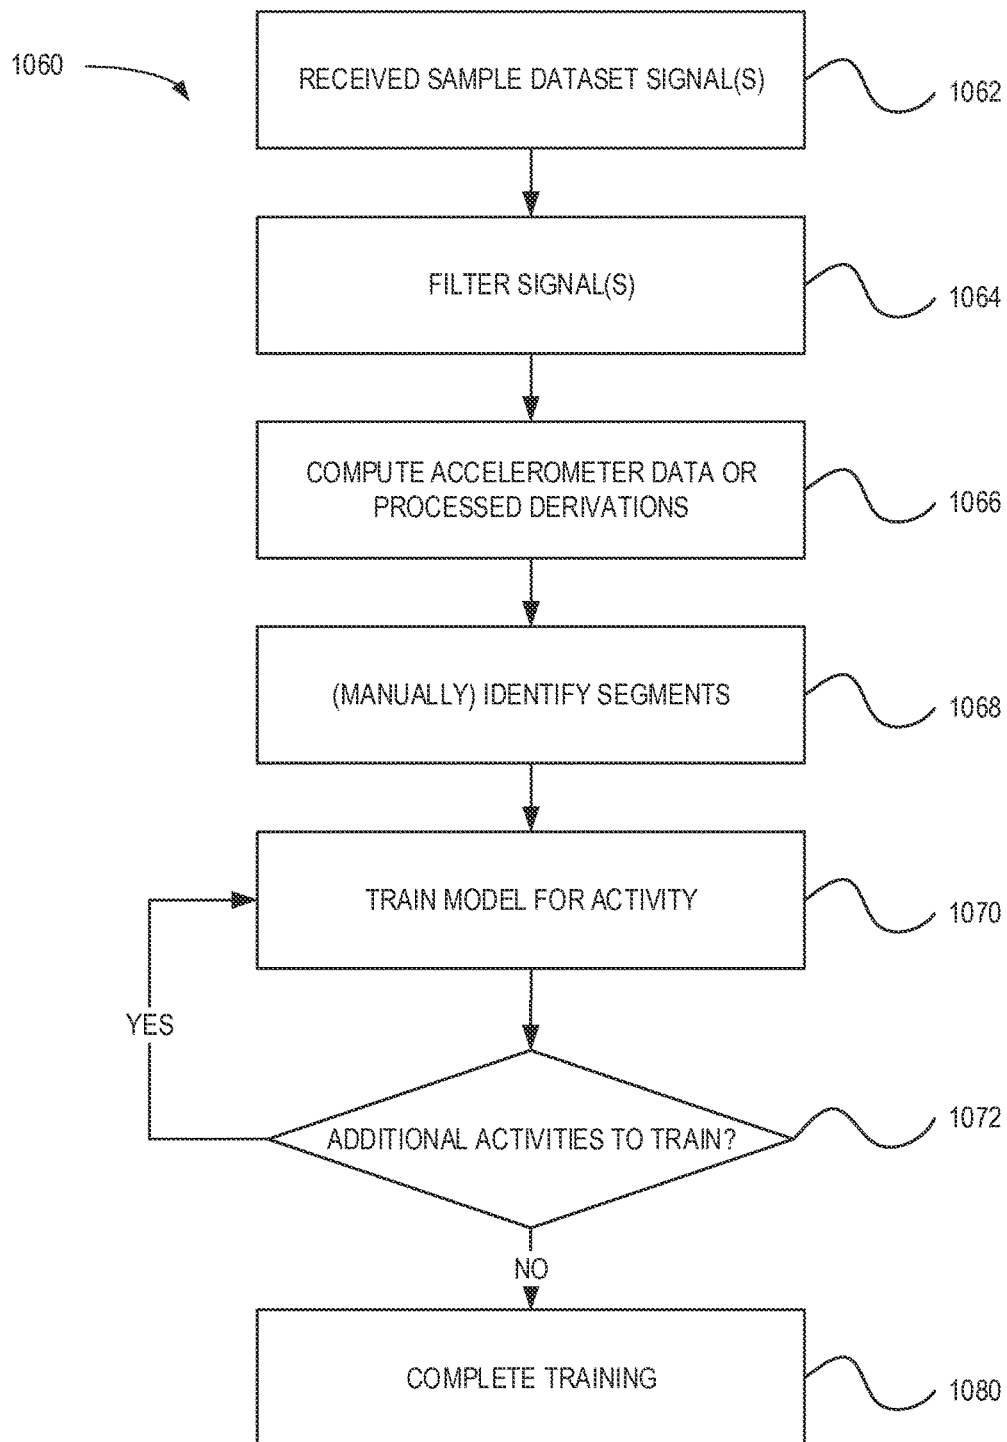 1060
RECEIVED SAMPLE DATASET SIGNAL(S)
1062
FILTER SIGNAL(S)
1064
COMPUTE ACCELEROMETER DATA OR
PROCESSED DERIVATIONS
1066
(MANUALLY) IDENTIFY SEGMENTS
1068
TRAIN MODEL FOR ACTIVITY
1070
YES
ADDITIONAL ACTIVITIES TO TRAIN?
1072
NO
COMPLETE TRAINING
1080